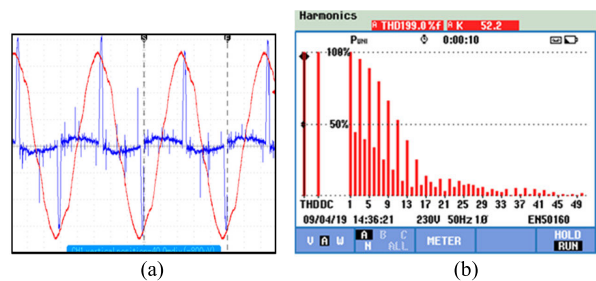 Harmonics
A THD199.0%f A K 52.2
PUNI 0:00:10
100%
50%
THDDC 1 5 9 13 17 21 25 29 33 37 41 45 49
09/04/19 14:36:21 230V 50Hz 1Ø EN50160
V A W A B C N ALL METER HOLD RUN
(a) (b)